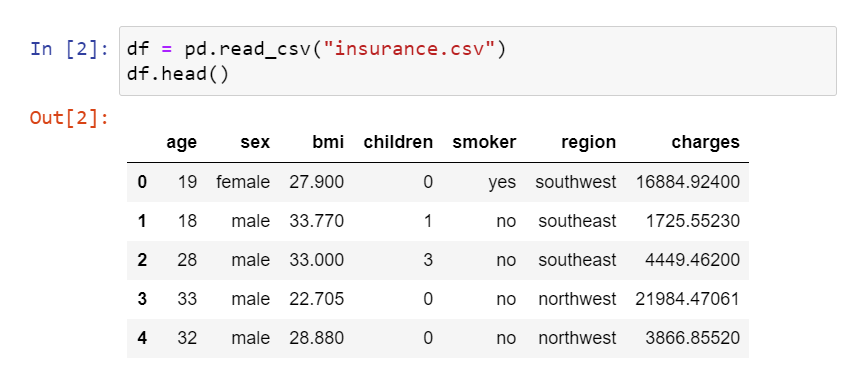 In [2]: df = pd.read_csv("insurance.csv")
df.head()
Out[2]:
age sex bmi children smoker region charges
0 19 female 27.900 0 yes southwest 16884.92400
1 18 male 33.770 1 no southeast 1725.55230
2 28 male 33.000 3 no southeast 4449.46200
3 33 male 22.705 0 no northwest 21984.47061
4 32 male 28.880 0 no northwest 3866.85520